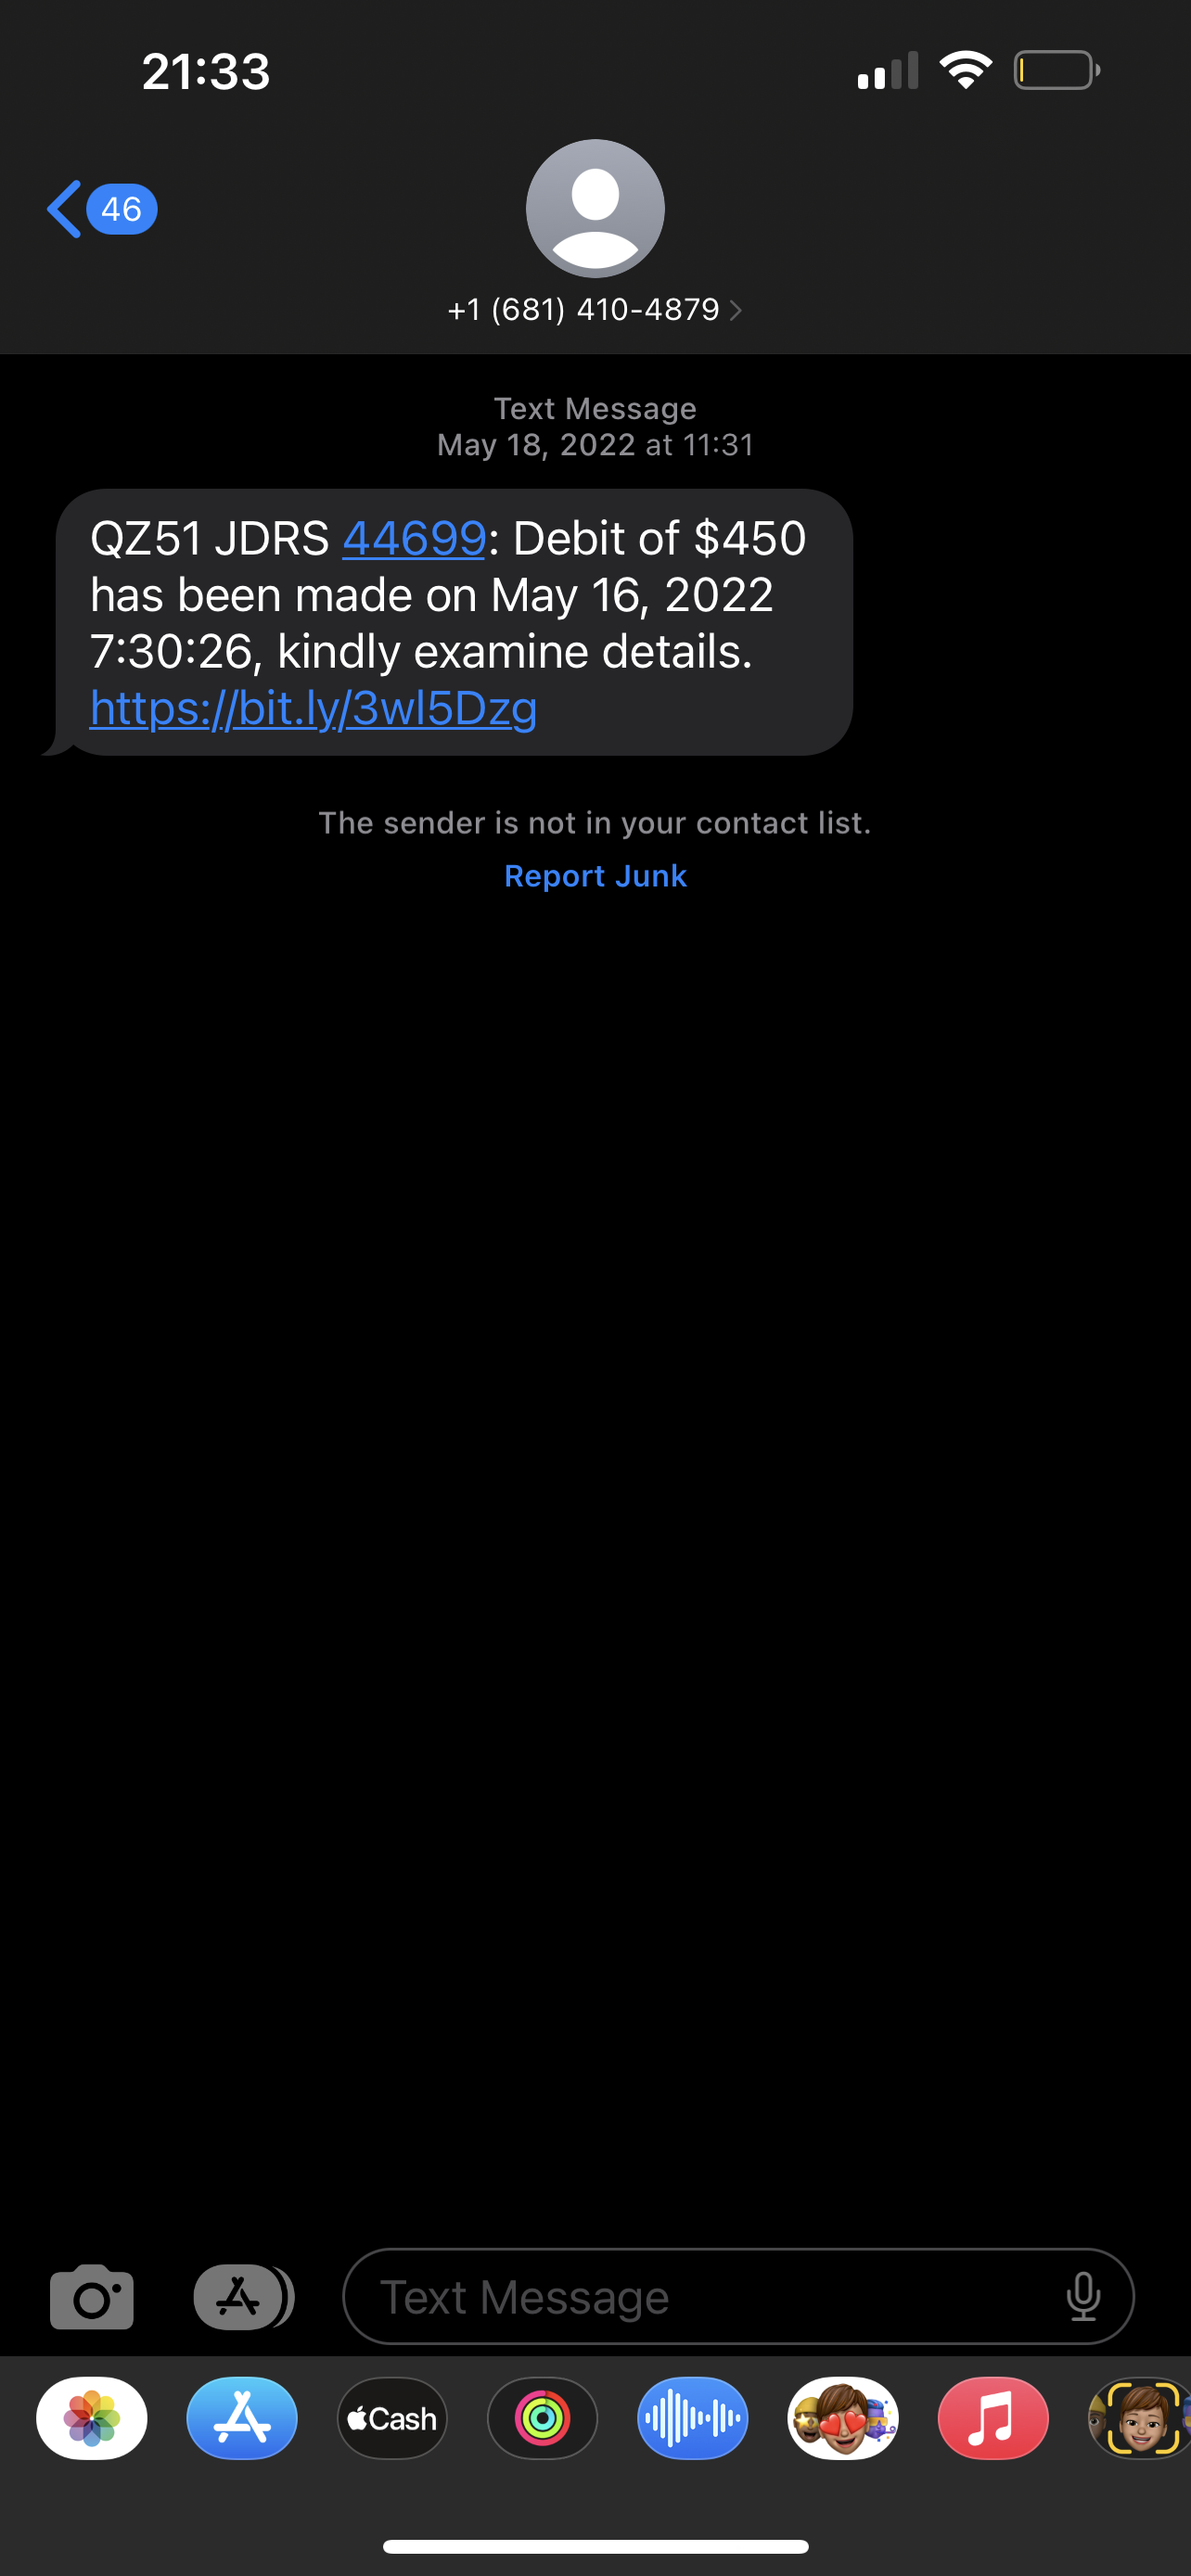 21:33
46
+1 (681) 410-4879
Text Message
May 18, 2022 at 11:31
QZ51 JDRS 44699: Debit of $450
has been made on May 16, 2022
7:30:26, kindly examine details.
https://bit.ly/3wl5Dzg
The sender is not in your contact list.
Report Junk
Text Message
Cash